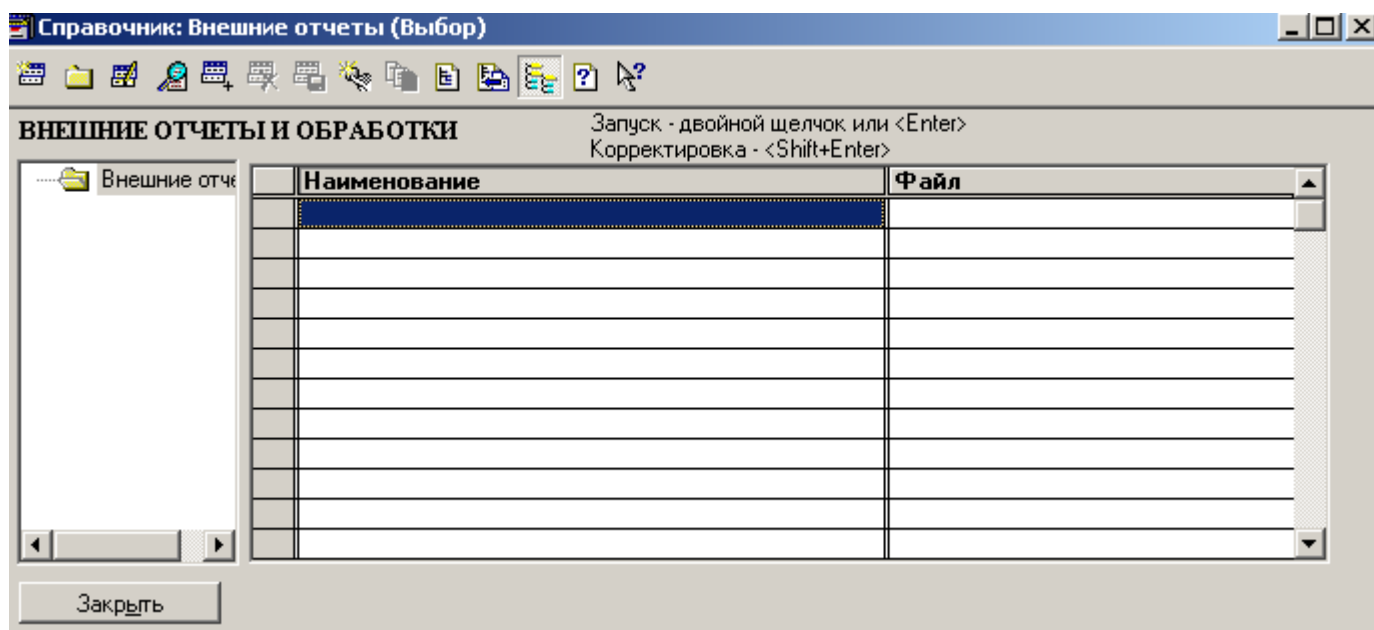 Справочник: Внешние отчеты (Выбор)
ВНЕШНИЕ ОТЧЕТЫ И ОБРАБОТКИ
Запуск - двойной щелчок или <Enter>
Корректировка - <Shift+Enter>
Внешние отче
Наименование Файл
Закрыть